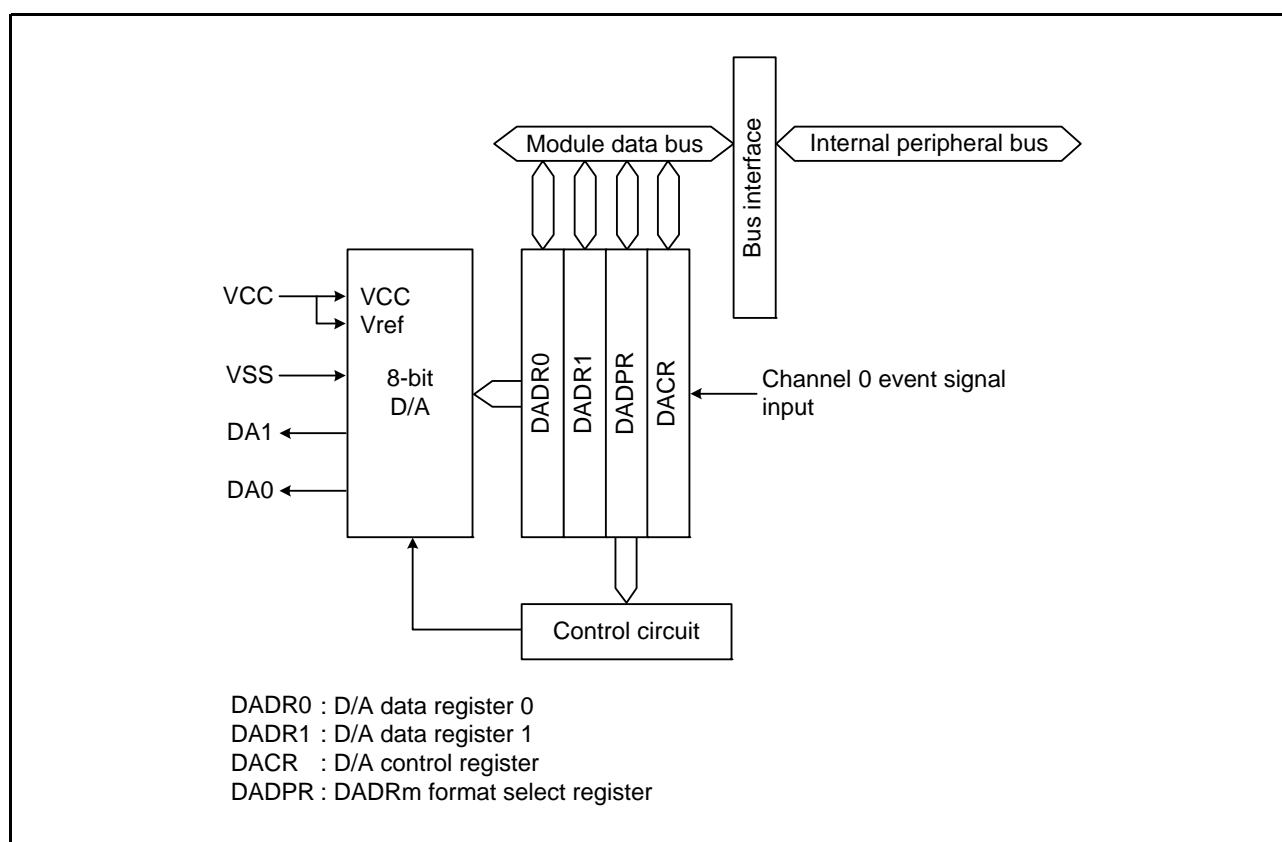 Module data bus
Internal peripheral bus
Bus interface
VCC
VCC
Vref
VSS
8-bit
D/A
DA1
DA0
DADR0
DADR1
DADPR
DACR
Channel 0 event signal
input
Control circuit
DADR0 : D/A data register 0
DADR1 : D/A data register 1
DACR : D/A control register
DADPR : DADRm format select register